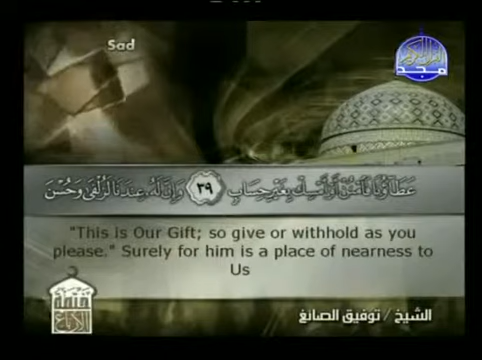 Sad
عَطَاؤُنَا فَامْنُنْ أَوْ أَمْسِكْ بِغَيْرِ حِسَابٍ ٣٩ وَإِنَّ لَهُ عِندَنَا لَزُلْفَىٰ وَحُسْنَ
"This is Our Gift; so give or withhold as you
please." Surely for him is a place of nearness to
Us
الشيخ / توفيق الصائغ